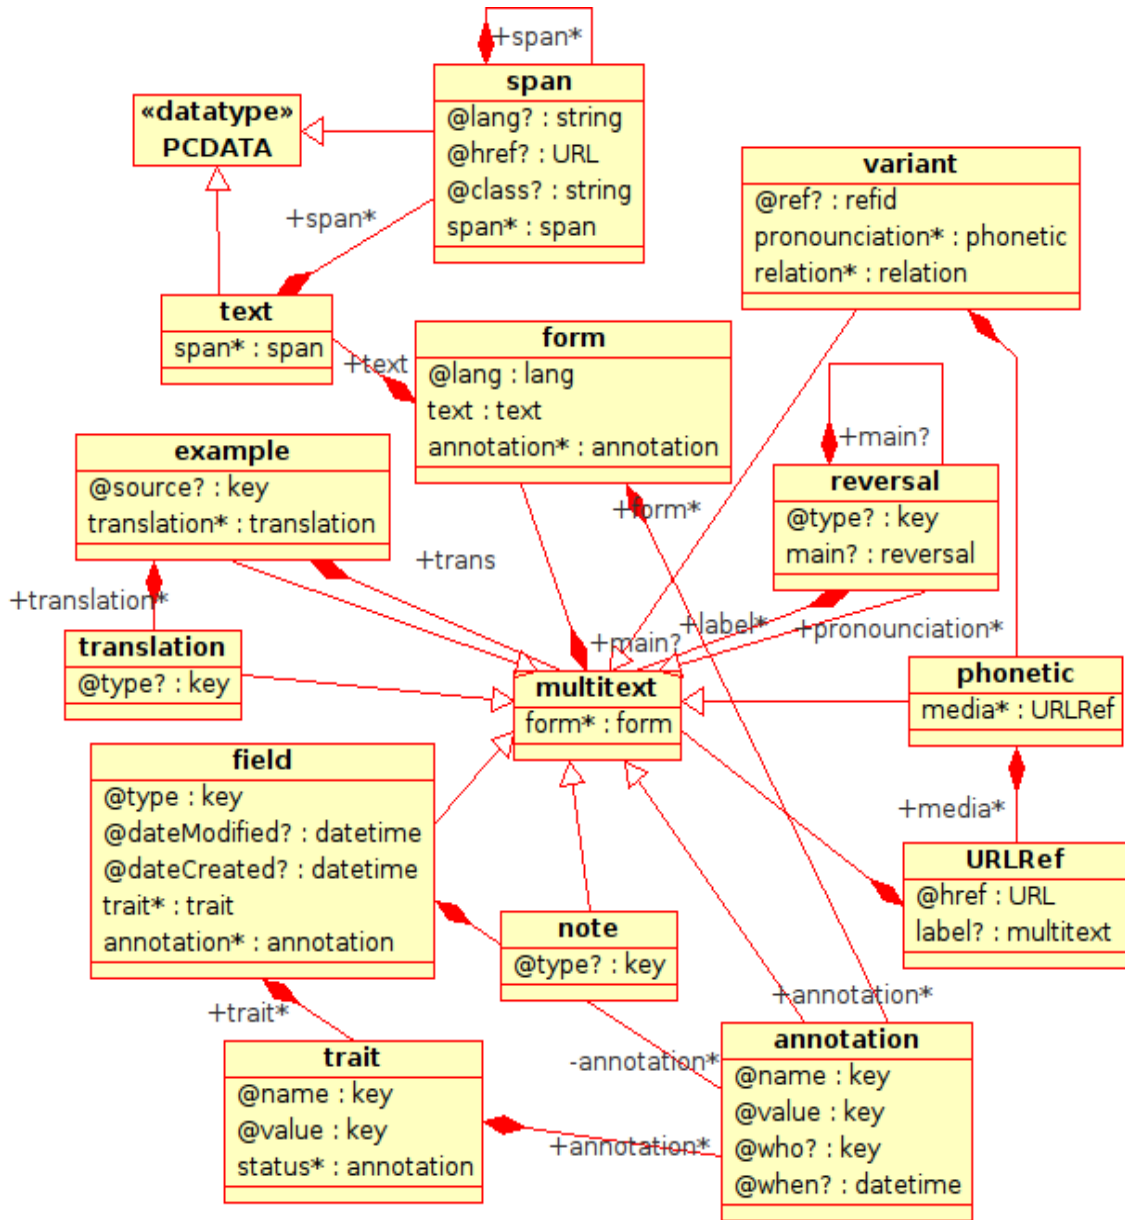 +span*
span
@lang? : string
@href? : URL
@class? : string
span* : span
«datatype»
PCDATA
+span*
variant
@ref? : refid
pronounciation* : phonetic
relation* : relation
text
span* : span
+text
form
@lang : lang
text : text
annotation* : annotation
+main?
reversal
@type? : key
main? : reversal
example
@source? : key
translation* : translation
+form*
+trans
+translation*
translation
@type? : key
+main?
+label*
+pronounciation*
multitext
form* : form
phonetic
media* : URLRef
field
@type : key
@dateModified? : datetime
@dateCreated? : datetime
trait* : trait
annotation* : annotation
+media*
URLRef
@href : URL
label? : multitext
note
@type? : key
+trait*
+annotation*
trait
@name : key
@value : key
status* : annotation
-annotation*
+annotation*
annotation
@name : key
@value : key
@who? : key
@when? : datetime